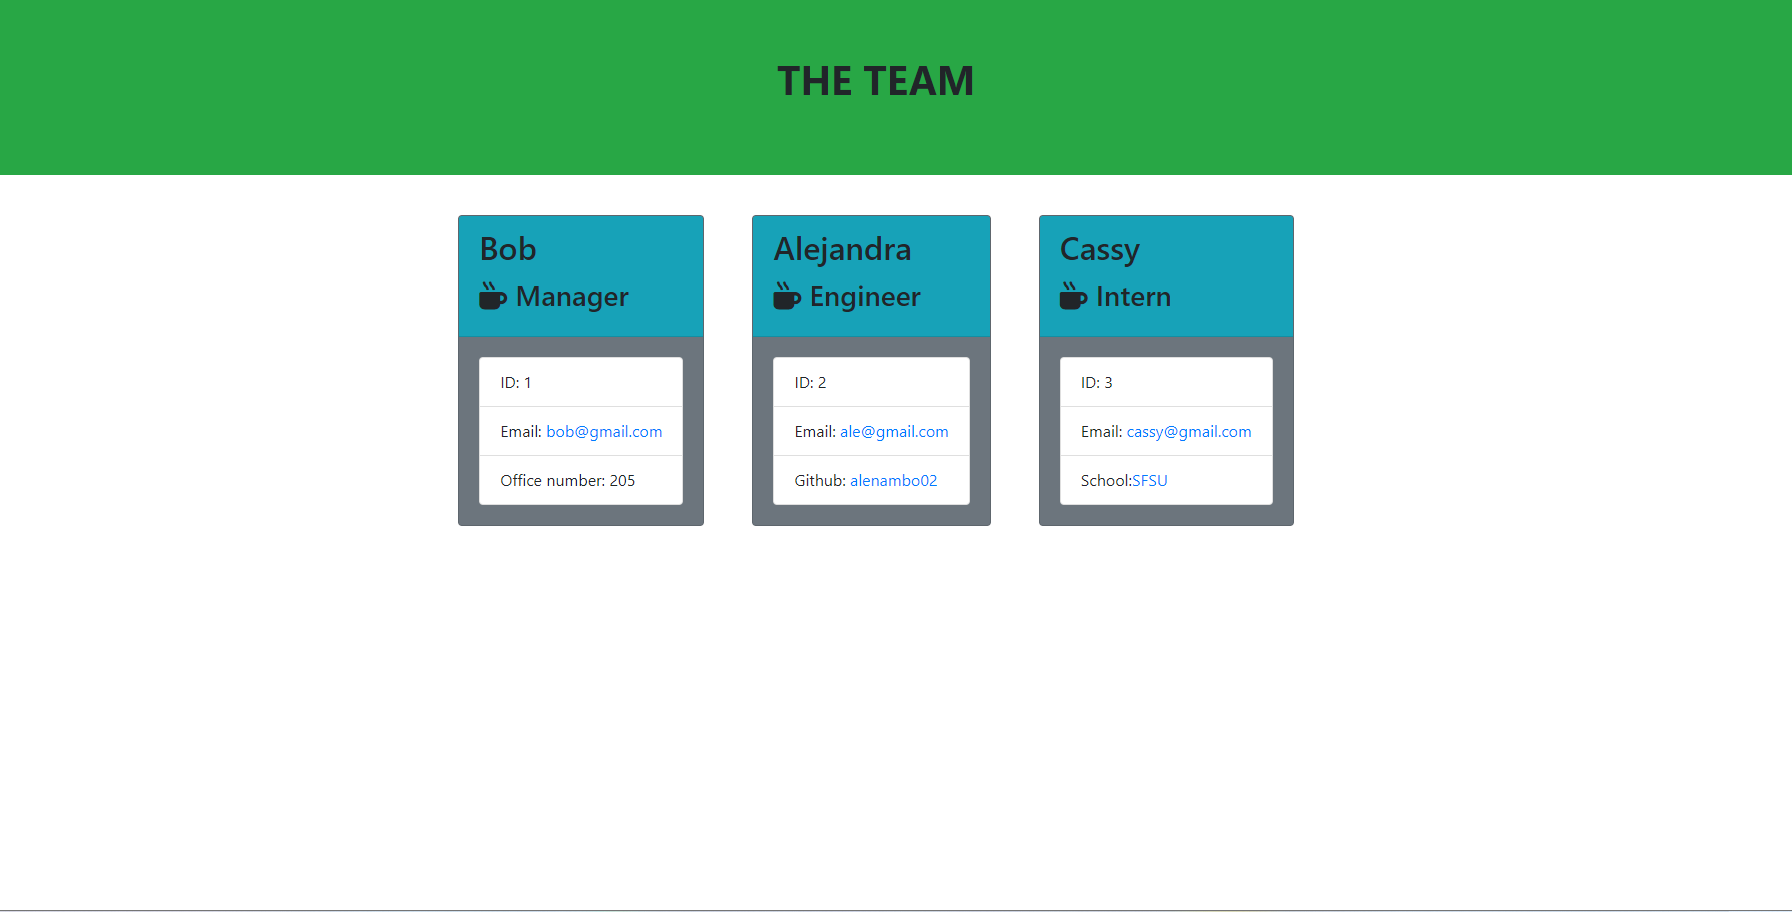 THE TEAM
Bob
Manager
ID: 1
Email: bob@gmail.com
Office number: 205
Alejandra
Engineer
ID: 2
Email: ale@gmail.com
Github: alenambo02
Cassy
Intern
ID: 3
Email: cassy@gmail.com
School:SFSU